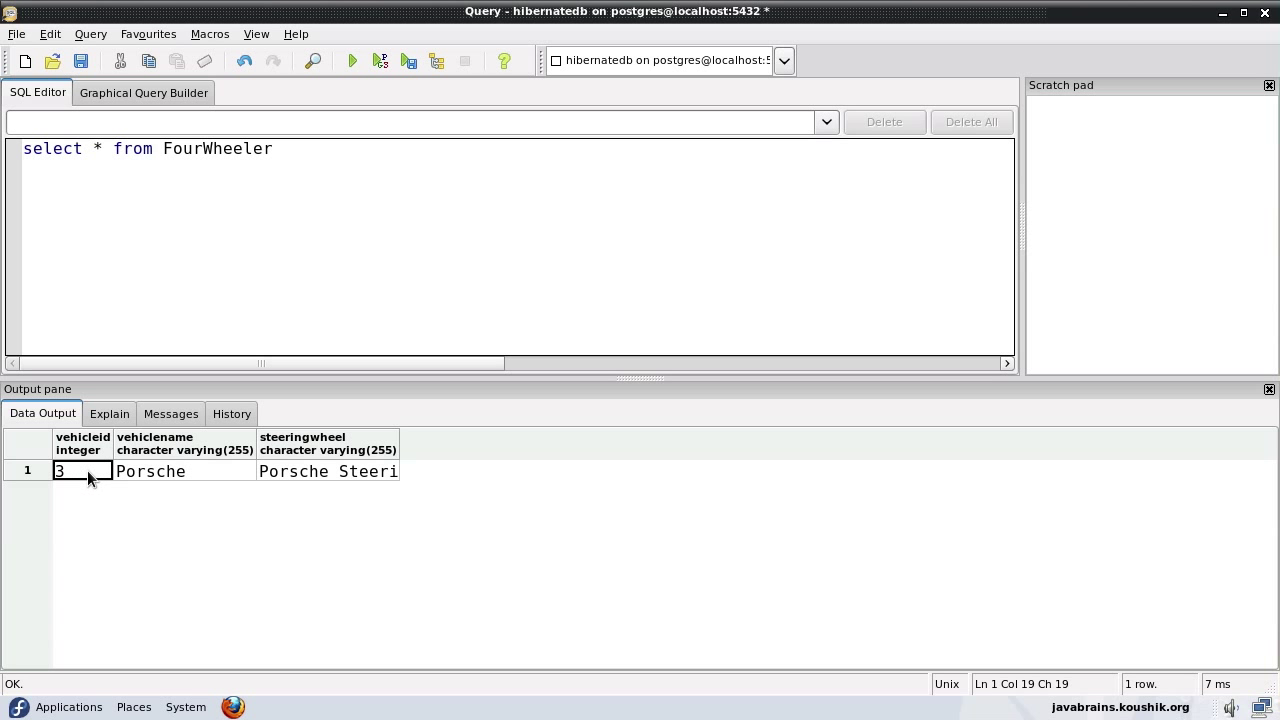 Query - hibernatedb on postgres@localhost:5432 *
File Edit Query Favourites Macros View Help
hibernatedb on postgres@localhost:5
SQL Editor Graphical Query Builder
Scratch pad
Delete Delete All
select * from FourWheeler
Output pane
Data Output Explain Messages History
vehicleid vehiclename steeringwheel
integer character varying(255) character varying(255)
1 3 Porsche Porsche Steeri
OK. Unix Ln 1 Col 19 Ch 19 1 row. 7 ms
Applications Places System javabrains.koushik.org